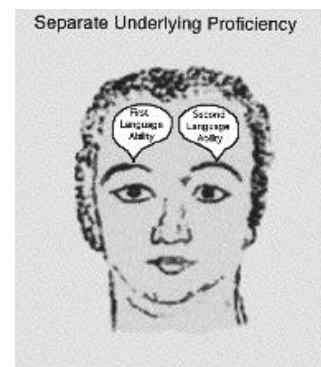 Separate Underlying Proficiency
First
Language
Ability
Second
Language
Ability